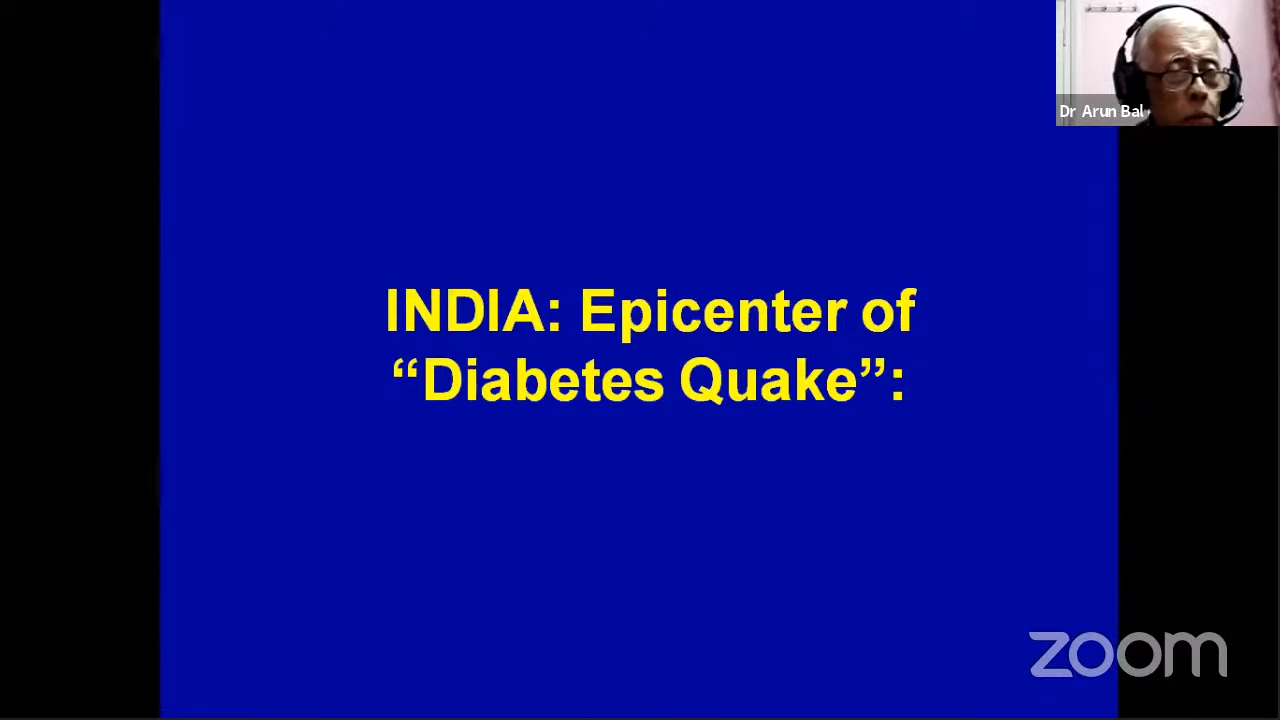 Dr Arun Bal
INDIA: Epicenter of
“Diabetes Quake”:
zoom